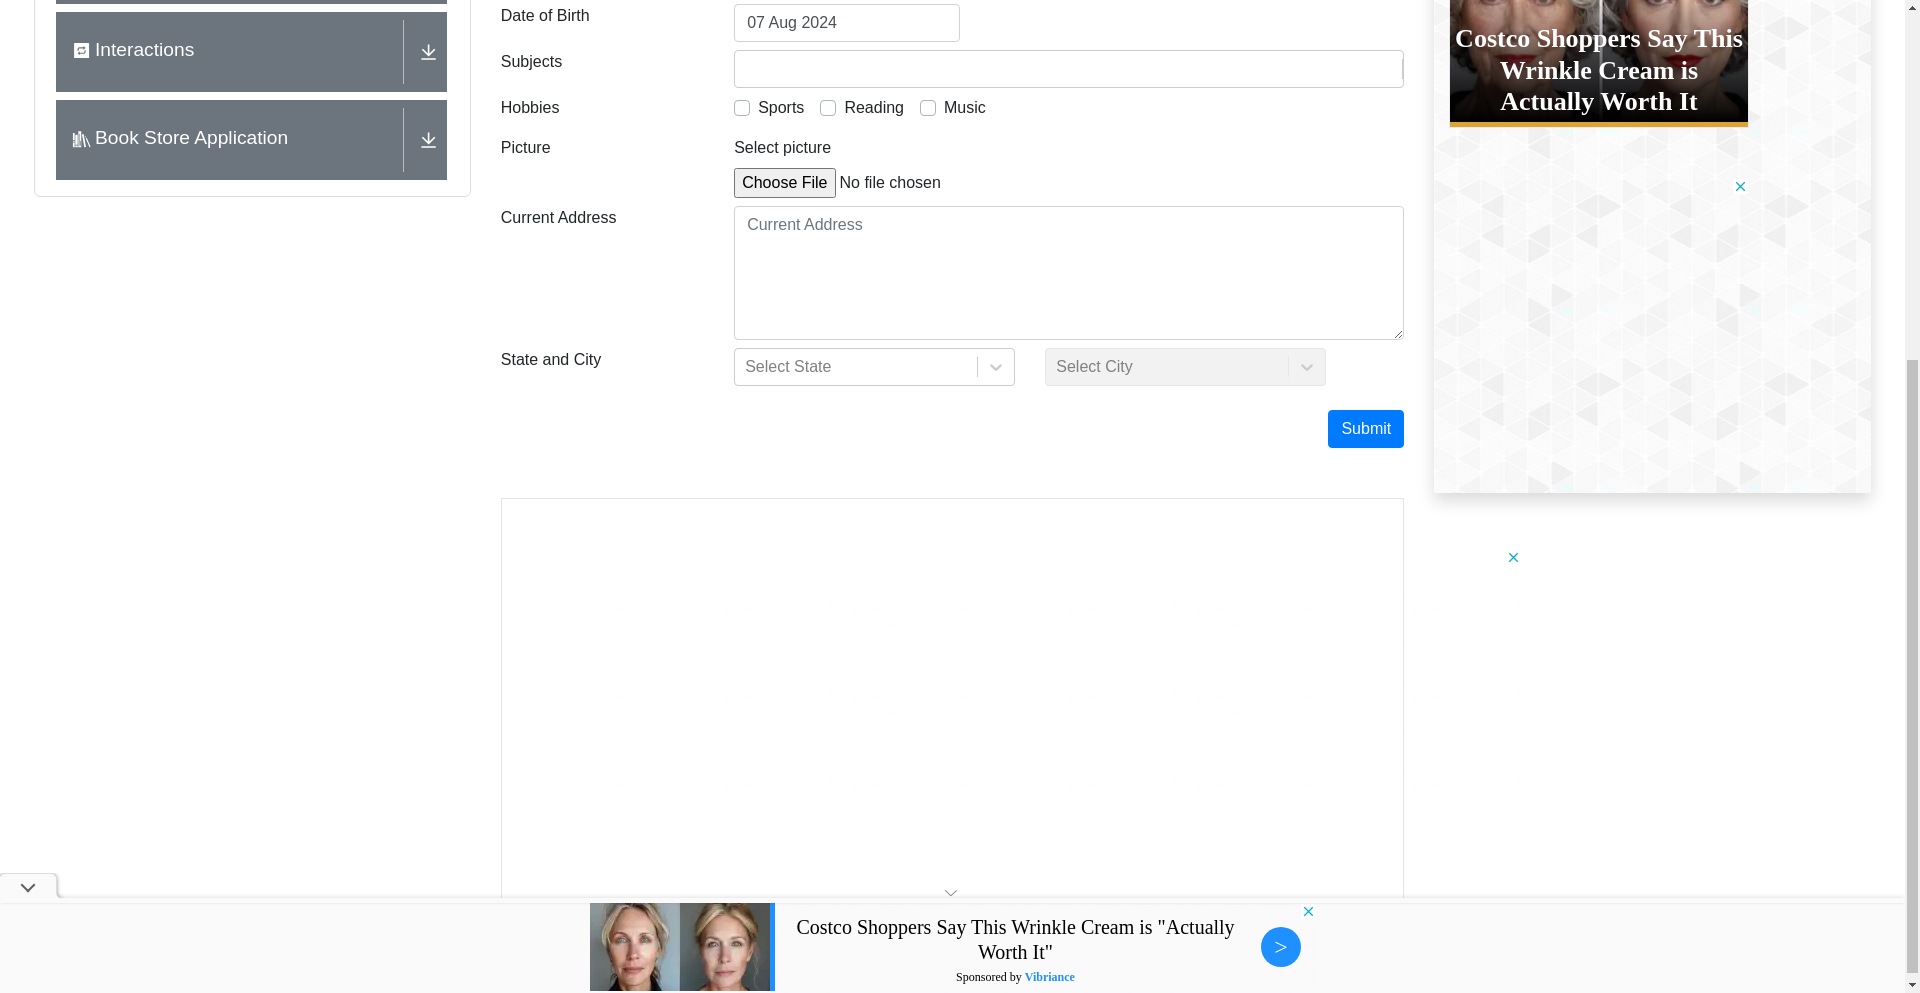 Interactions
Book Store Application
Date of Birth
07 Aug 2024
Subjects
Hobbies
Sports
Reading
Music
Picture
Select picture
Choose File No file chosen
Current Address
Current Address
State and City
Select State
Select City
Submit
Costco Shoppers Say This
Wrinkle Cream is
Actually Worth It
Costco Shoppers Say This Wrinkle Cream is "Actually
Worth It"
Sponsored by Vibriance
>